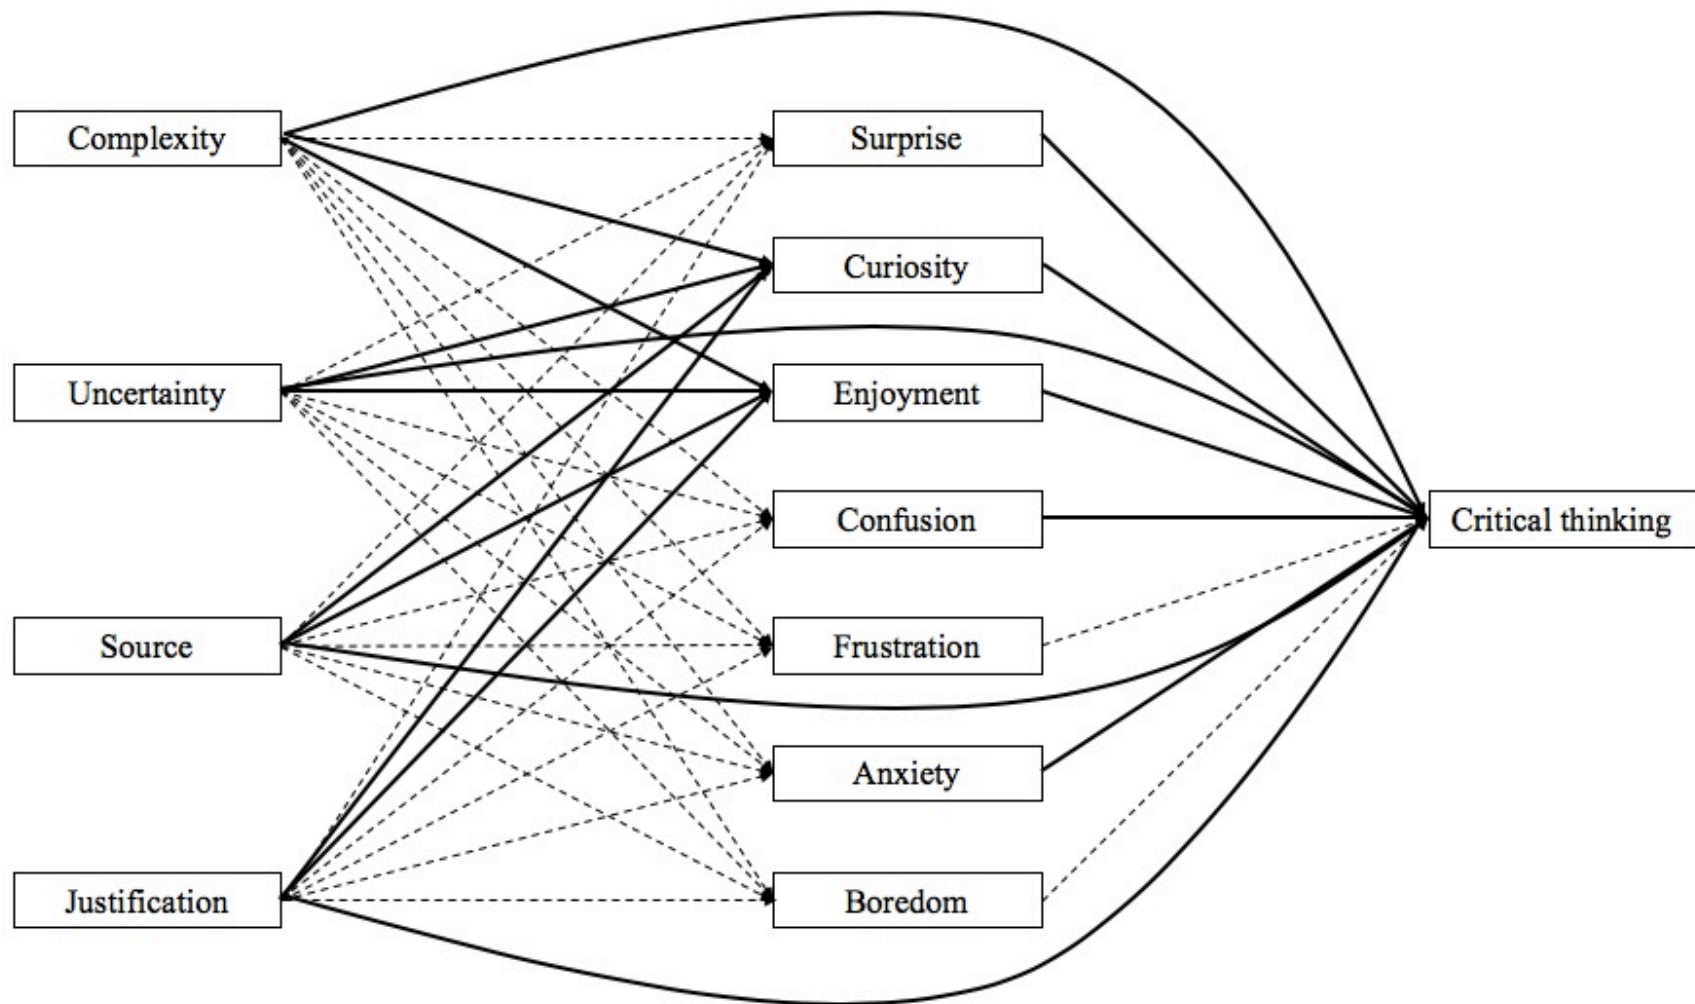 Complexity
Uncertainty
Source
Justification
Surprise
Curiosity
Enjoyment
Confusion
Frustration
Anxiety
Boredom
Critical thinking